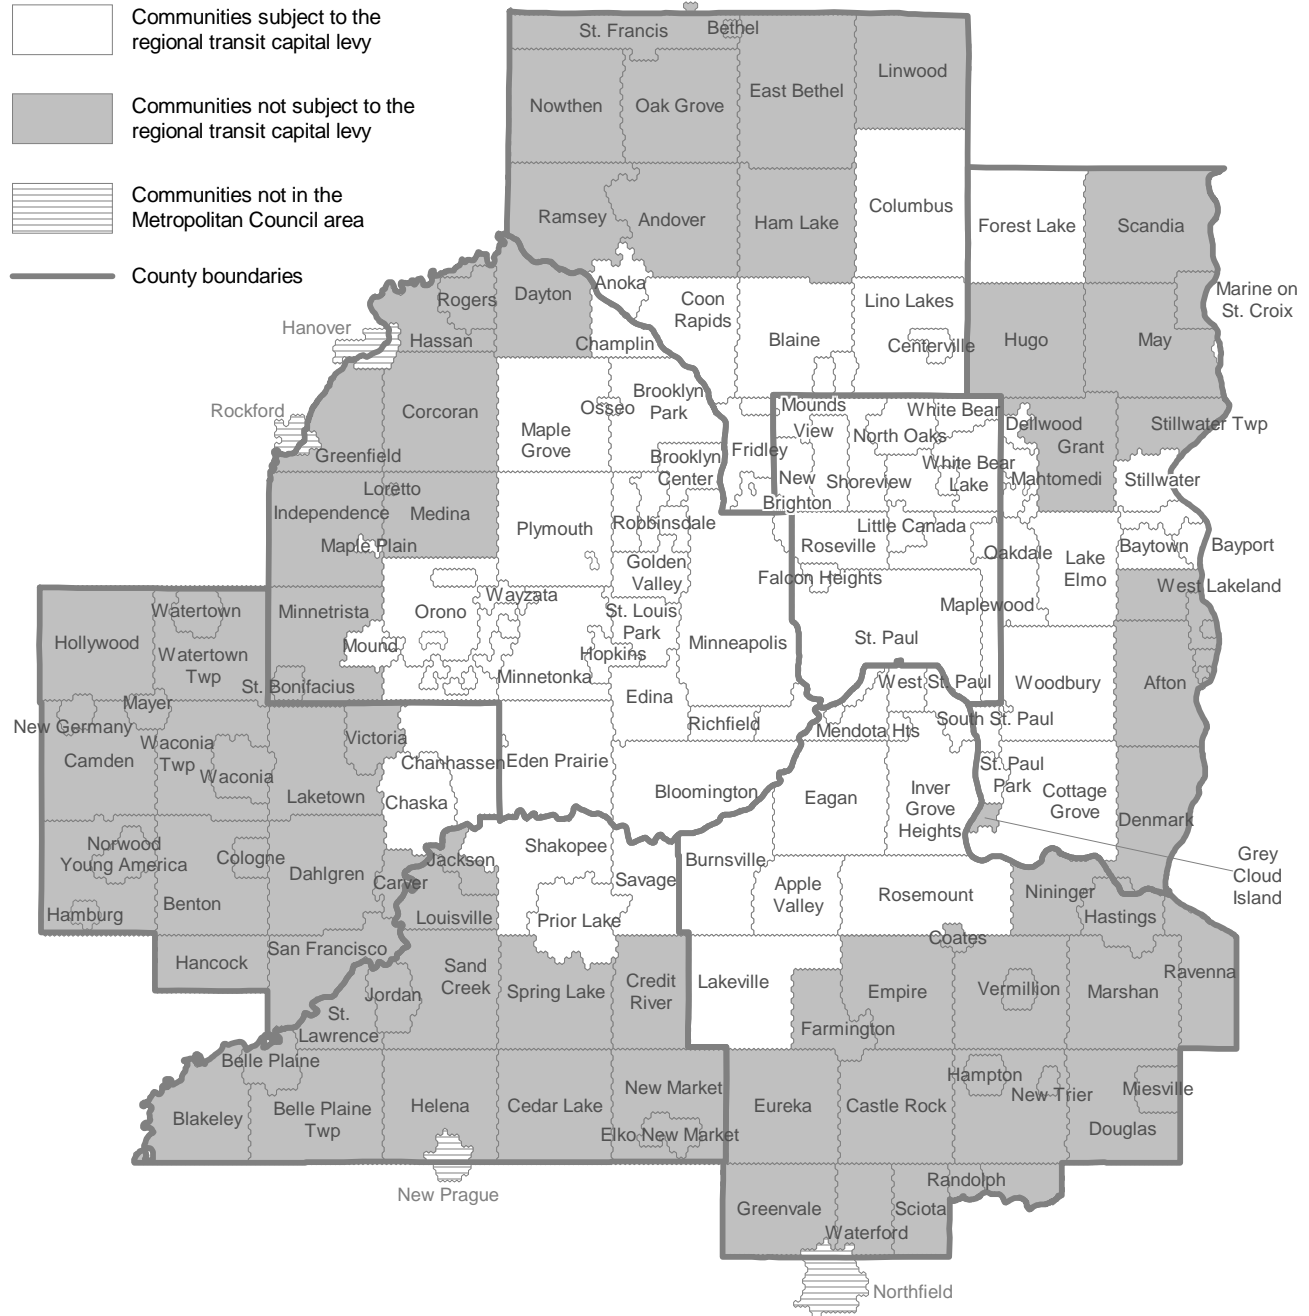 Communities subject to the
regional transit capital levy
Communities not subject to the
regional transit capital levy
Communities not in the
Metropolitan Council area
County boundaries
St. Francis
Bethel
Linwood
Nowthen
Oak Grove
East Bethel
Ramsey
Andover
Ham Lake
Columbus
Forest Lake
Scandia
Anoka
Rogers
Dayton
Coon
Rapids
Lino Lakes
Marine on
St. Croix
Hanover
Hassan
Champlin
Blaine
Centerville
Hugo
May
Rockford
Corcoran
Osseo
Brooklyn
Park
Mounds
View
White Bear
North Oaks
Dellwood
Grant
Stillwater Twp
Maple
Grove
Fridley
Greenfield
Brooklyn
Center
New
Brighton
Shoreview
White Bear
Lake
Mahtomedi
Stillwater
Loretto
Independence
Medina
Plymouth
Robbinsdale
Little Canada
Roseville
Maple Plain
Oakdale
Lake
Elmo
Baytown
Bayport
Golden
Valley
Falcon Heights
West Lakeland
Watertown
Minnetrista
Orono
Wayzata
St. Louis
Park
Maplewood
Hollywood
Watertown
Twp
Mound
Hopkins
Minneapolis
St. Paul
St. Bonifacius
Minnetonka
Edina
West St. Paul
Woodbury
Afton
New Germany
Mayer
Richfield
Mendota Hts
South St. Paul
Camden
Waconia
Twp
Waconia
Victoria
Chanhassen
Eden Prairie
Laketown
Chaska
Bloomington
Eagan
Inver
Grove
Heights
St. Paul
Park
Cottage
Grove
Denmark
Norwood
Young America
Cologne
Dahlgren
Carver
Jackson
Shakopee
Savage
Burnsville
Grey
Cloud
Island
Hamburg
Benton
Louisville
Prior Lake
Apple
Valley
Rosemount
Nininger
Hastings
Hancock
San Francisco
Coates
Jordan
Sand
Creek
Spring Lake
Credit
River
Lakeville
Empire
Vermillion
Marshan
Ravenna
St.
Lawrence
Farmington
Belle Plaine
Blakeley
Belle Plaine
Twp
Helena
Cedar Lake
New Market
Elko New Market
Eureka
Castle Rock
Hampton
New Trier
Miesville
Douglas
New Prague
Greenvale
Waterford
Sciota
Randolph
Northfield